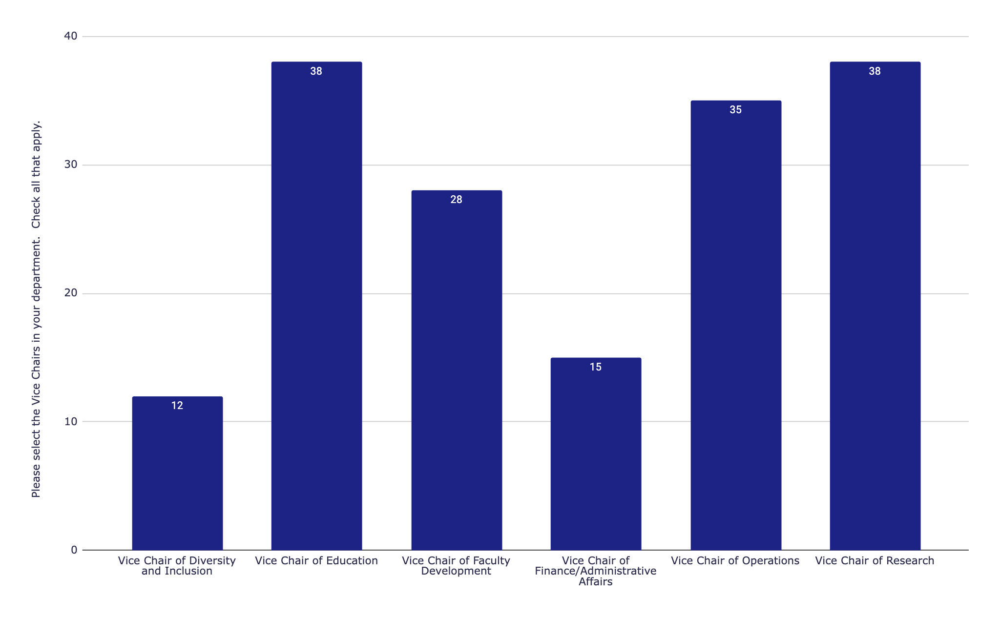 Please select the Vice Chairs in your department.  Check all that apply.
40
30
20
10
0
12
38
28
15
35
38
Vice Chair of Diversity
and Inclusion
Vice Chair of Education
Vice Chair of Faculty
Development
Vice Chair of
Finance/Administrative
Affairs
Vice Chair of Operations
Vice Chair of Research